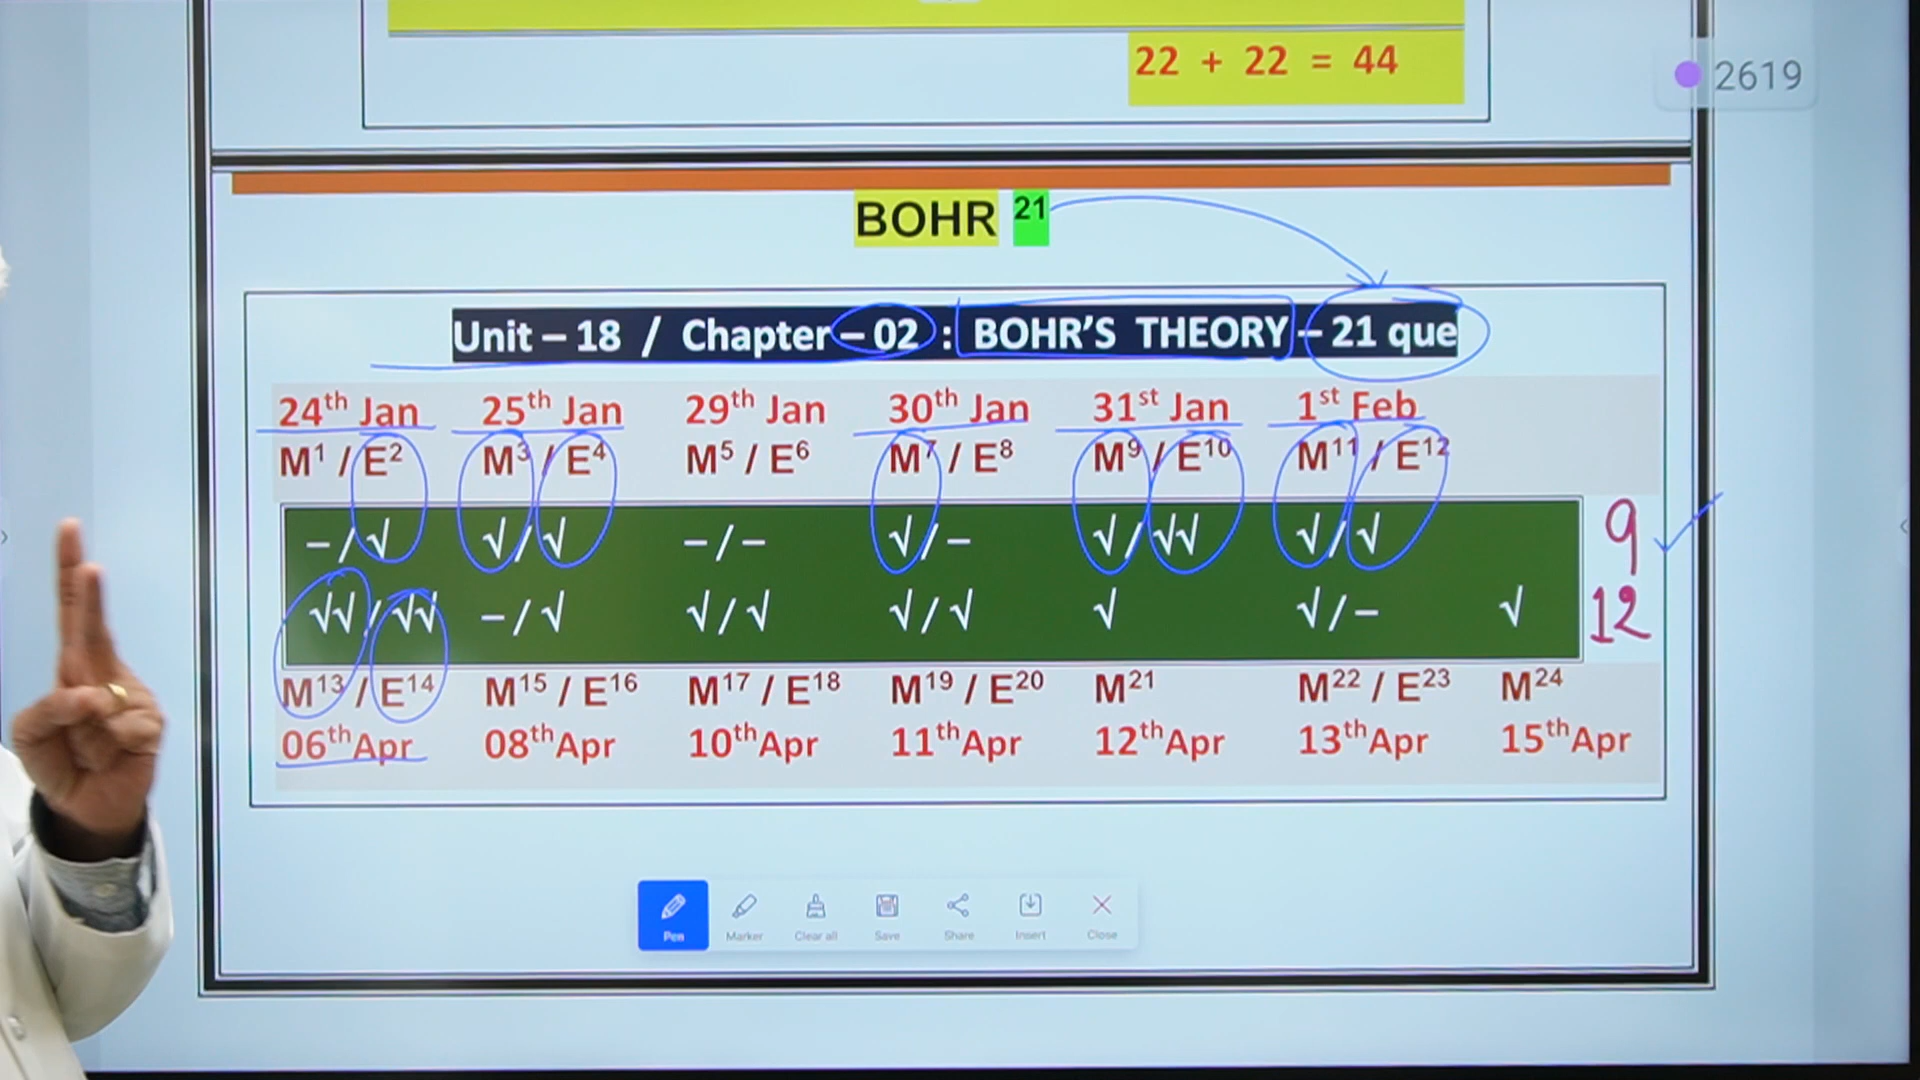 22 + 22 = 44
2619
BOHR 21
Unit – 18 / Chapter – 02 : BOHR'S THEORY – 21 que
24th Jan 25th Jan 29th Jan 30th Jan 31st Jan 1st Feb
M1 / E2 M3 / E4 M5 / E6 M7 / E8 M9 / E10 M11 / E12
– / √ √ / √ – / – √ / – √ / √√ √ / √ 9
√√ / √√ – / √ √ / √ √ / √ √ √ / – √ 12
M13 / E14 M15 / E16 M17 / E18 M19 / E20 M21 M22 / E23 M24
06th Apr 08th Apr 10th Apr 11th Apr 12th Apr 13th Apr 15th Apr
Pen Marker Clear all Save Share Insert Close